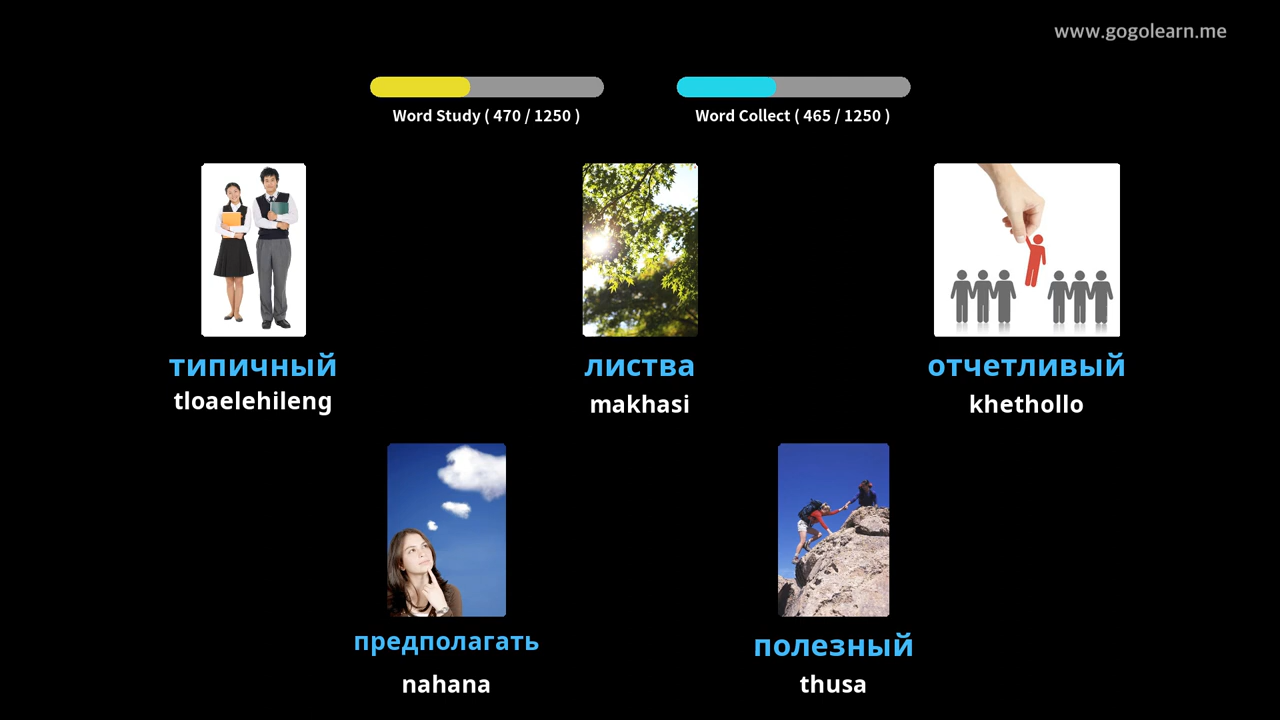 www.gogolearn.me
Word Study ( 470 / 1250 )
Word Collect ( 465 / 1250 )
типичный
tloaelehileng
листва
makhasi
отчетливый
khethollo
предполагать
nahana
полезный
thusa